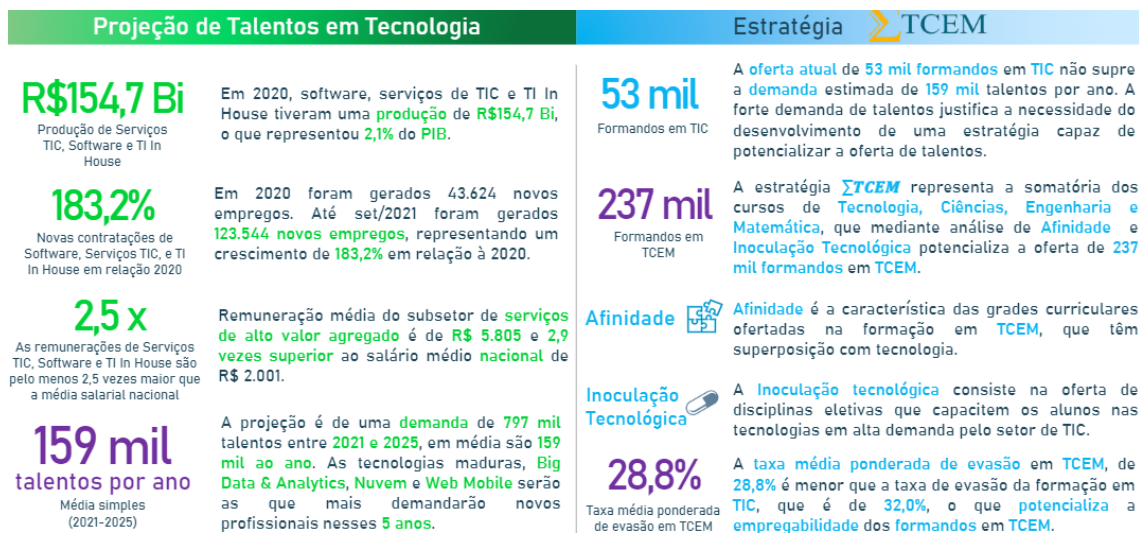 Projeção de Talentos em Tecnologia
R$154,7 Bi
Produção de Serviços
TIC, Software e TI In
House
Em 2020, software, serviços de TIC e TI In
House tiveram uma produção de R$154,7 Bi,
o que representou 2,1% do PIB.
183,2%
Novas contratações de
Software, Serviços TIC, e TI
In House em relação 2020
Em 2020 foram gerados 43.624 novos
empregos. Até set/2021 foram gerados
123.544 novos empregos, representando um
crescimento de 183,2% em relação à 2020.
2,5 x
As remunerações de Serviços
TIC, Software e TI In House são
pelo menos 2,5 vezes maior que
a média salarial nacional
Remuneração média do subsetor de serviços
de alto valor agregado é de R$ 5.805 e 2,9
vezes superior ao salário médio nacional de
R$ 2.001.
159 mil
talentos por ano
Média simples
(2021-2025)
A projeção é de uma demanda de 797 mil
talentos entre 2021 e 2025, em média são 159
mil ao ano. As tecnologias maduras, Big
Data & Analytics, Nuvem e Web Mobile serão
as que mais demandarão novos
profissionais nesses 5 anos.
Estratégia ∑TCEM
53 mil
Formandos em TIC
A oferta atual de 53 mil formandos em TIC não supre
a demanda estimada de 159 mil talentos por ano. A
forte demanda de talentos justifica a necesidade do
desenvolvimento de uma estratégia capaz de
potencializar a oferta de talentos.
237 mil
Formandos em
TCEM
A estratégia ∑TCEM representa a somatória dos
cursos de Tecnologia, Ciências, Engenharia e
Matemática, que mediante análise de Afinidade e
Inoculação Tecnológica potencializa a oferta de 237
mil formandos em TCEM.
Afinidade
Afinidade é a característica das grades curriculares
ofertadas na formação em TCEM, que têm
superposição com tecnologia.
Inoculação
Tecnológica
A Inoculação tecnológica consiste na oferta de
disciplinas eletivas que capacitem os alunos nas
tecnologias em alta demanda pelo setor de TIC.
28,8%
Taxa média ponderada
de evasão em TCEM
A taxa média ponderada de evasão em TCEM, de
28,8% é menor que a taxa de evasão da formação em
TIC, que é de 32,0%, o que potencializa a
empregabilidade dos formandos em TCEM.